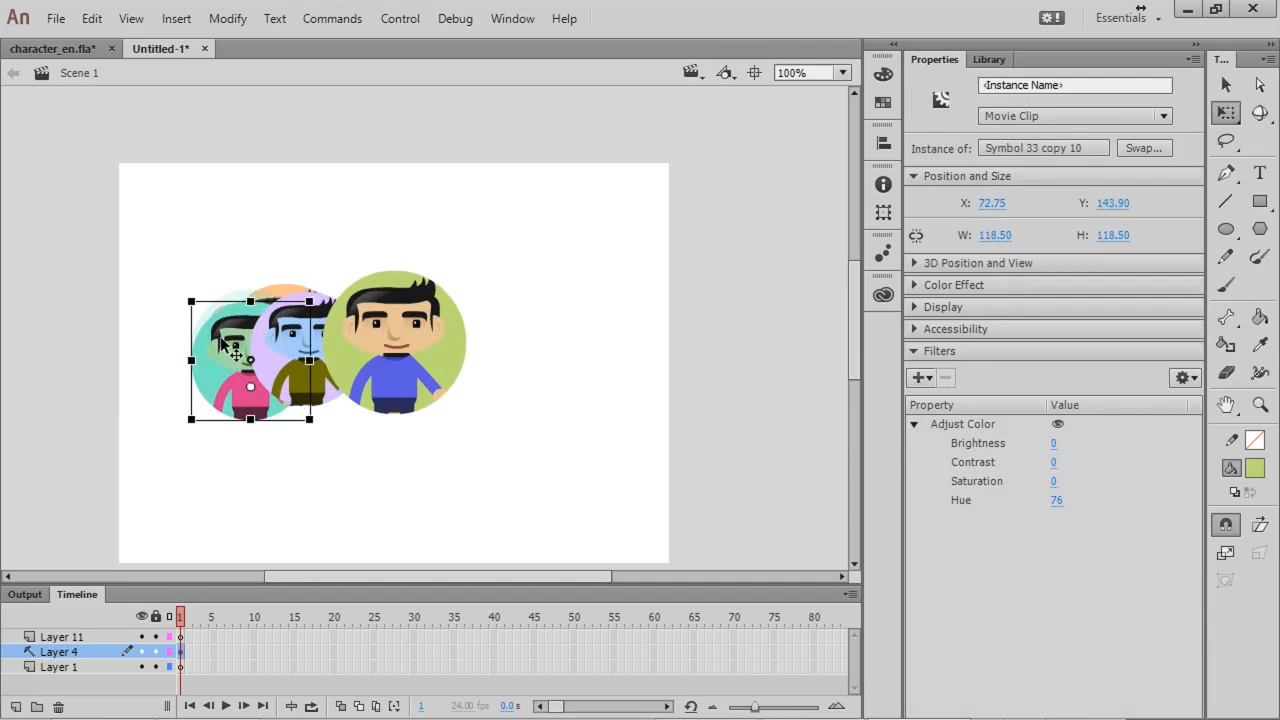 An File Edit View Insert Modify Text Commands Control Debug Window Help Essentials
character_en.fla* × Untitled-1* ×
Scene 1 100%
Properties Library T...
‹Instance Name›
Movie Clip
Instance of: Symbol 33 copy 10 Swap...
Position and Size
X: 72.75 Y: 143.90
W: 118.50 H: 118.50
3D Position and View
Color Effect
Display
Accessibility
Filters
Property Value
Adjust Color
Brightness 0
Contrast 0
Saturation 0
Hue 76
Output Timeline
1 5 10 15 20 25 30 35 40 45 50 55 60 65 70 75 80
Layer 11
Layer 4
Layer 1
1 24.00 fps 0.0 s